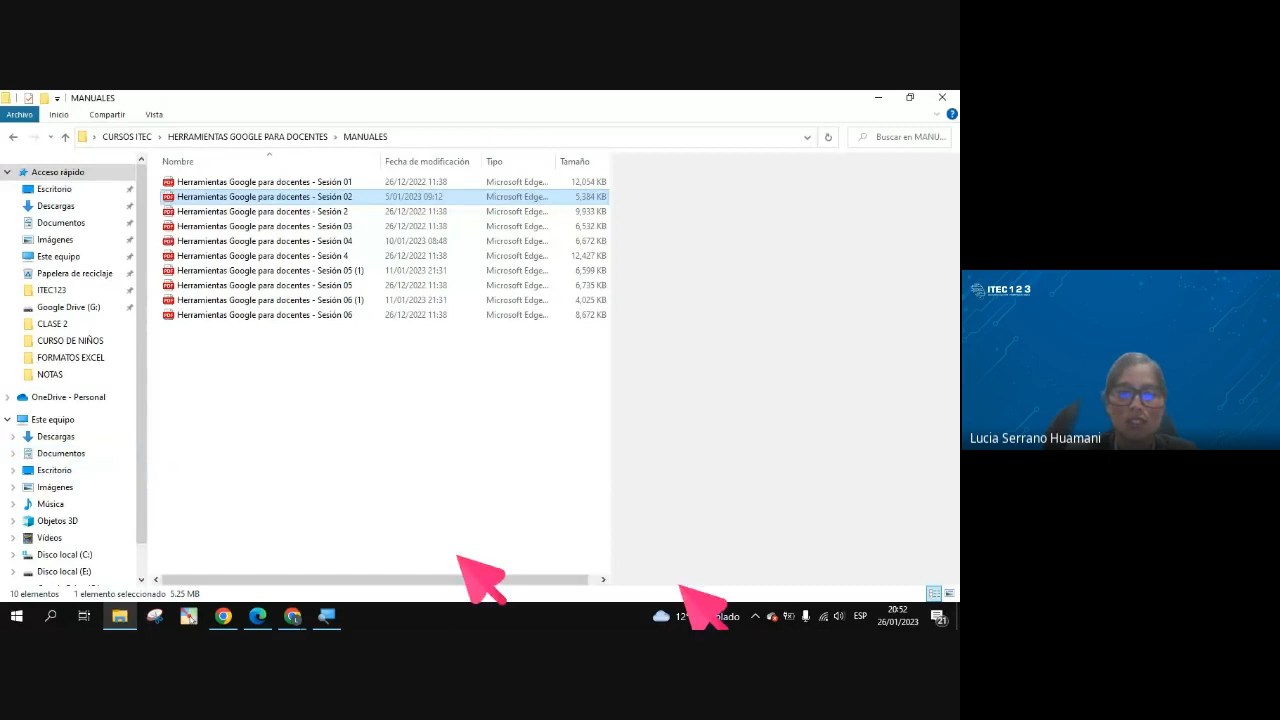 MANUALES
Archivo Inicio Compartir Vista
CURSOS ITEC > HERRAMIENTAS GOOGLE PARA DOCENTES > MANUALES
Buscar en MANU...
Nombre Fecha de modificación Tipo Tamaño
Herramientas Google para docentes - Sesión 01 26/12/2022 11:38 Microsoft Edge... 12,054 KB
Herramientas Google para docentes - Sesión 02 5/01/2023 09:12 Microsoft Edge... 5,384 KB
Herramientas Google para docentes - Sesión 2 26/12/2022 11:38 Microsoft Edge... 9,933 KB
Herramientas Google para docentes - Sesión 03 26/12/2022 11:38 Microsoft Edge... 6,532 KB
Herramientas Google para docentes - Sesión 04 10/01/2023 08:48 Microsoft Edge... 6,672 KB
Herramientas Google para docentes - Sesión 4 26/12/2022 11:38 Microsoft Edge... 12,427 KB
Herramientas Google para docentes - Sesión 05 (1) 11/01/2023 21:31 Microsoft Edge... 6,599 KB
Herramientas Google para docentes - Sesión 05 26/12/2022 11:38 Microsoft Edge... 6,735 KB
Herramientas Google para docentes - Sesión 06 (1) 11/01/2023 21:31 Microsoft Edge... 4,025 KB
Herramientas Google para docentes - Sesión 06 26/12/2022 11:38 Microsoft Edge... 8,672 KB
Acceso rápido
Escritorio
Descargas
Documentos
Imágenes
Este equipo
Papelera de reciclaje
ITEC123
Google Drive (G:)
CLASE 2
CURSO DE NIÑOS
FORMATOS EXCEL
NOTAS
OneDrive - Personal
Este equipo
Descargas
Documentos
Escritorio
Imágenes
Música
Objetos 3D
Vídeos
Disco local (C:)
Disco local (E:)
10 elementos 1 elemento seleccionado 5.25 MB
ESP
20:52
26/01/2023
21
ITEC 1 2 3
Lucia Serrano Huamani